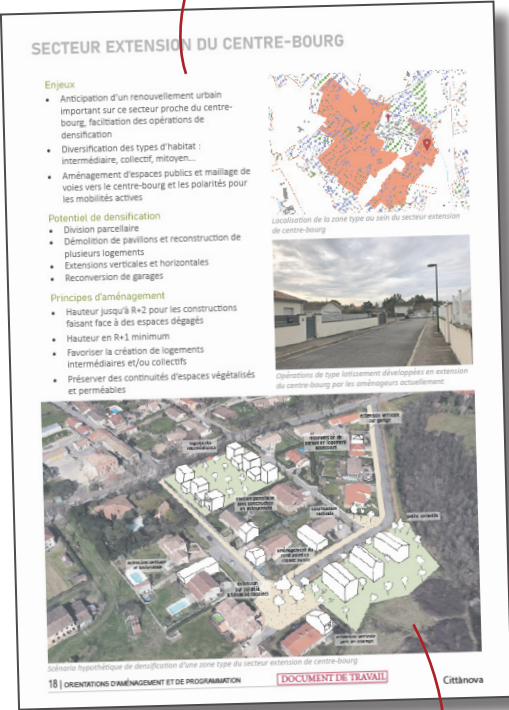 SECTEUR EXTENSION DU CENTRE-BOURG
Enjeux
• Anticipation d'un renouvellement urbain
important sur ce secteur proche du centre-
bourg, facilitation des opérations de
densification
• Diversification des types d'habitat :
intermédiaire, collectif, mitoyen...
• Aménagement d'espaces publics et maillage de
voies vers le centre-bourg et les polarités pour
les mobilités actives
Potentiel de densification
• Division parcellaire
• Démolition de pavillons et reconstruction de
plusieurs logements
• Extensions verticales et horizontales
• Reconversion de garages
Principes d'aménagement
• Hauteur jusqu'à R+2 pour les constructions
faisant face à des espaces dégagés
• Hauteur en R+1 minimum
• Favoriser la création de logements
intermédiaires et/ou collectifs
• Préserver des continuités d'espaces végétalisés
et perméables
Localisation de la zone type au sein du secteur extension
de centre-bourg
Opérations de type lotissement développées en extension
du centre-bourg par les aménageurs actuellement
extension verticale
sur garage
petits collectifs
Scénario hypothétique de densification d'une zone type du secteur extension de centre-bourg
18 | ORIENTATIONS D'AMÉNAGEMENT ET DE PROGRAMMATION
DOCUMENT DE TRAVAIL
Cittànova